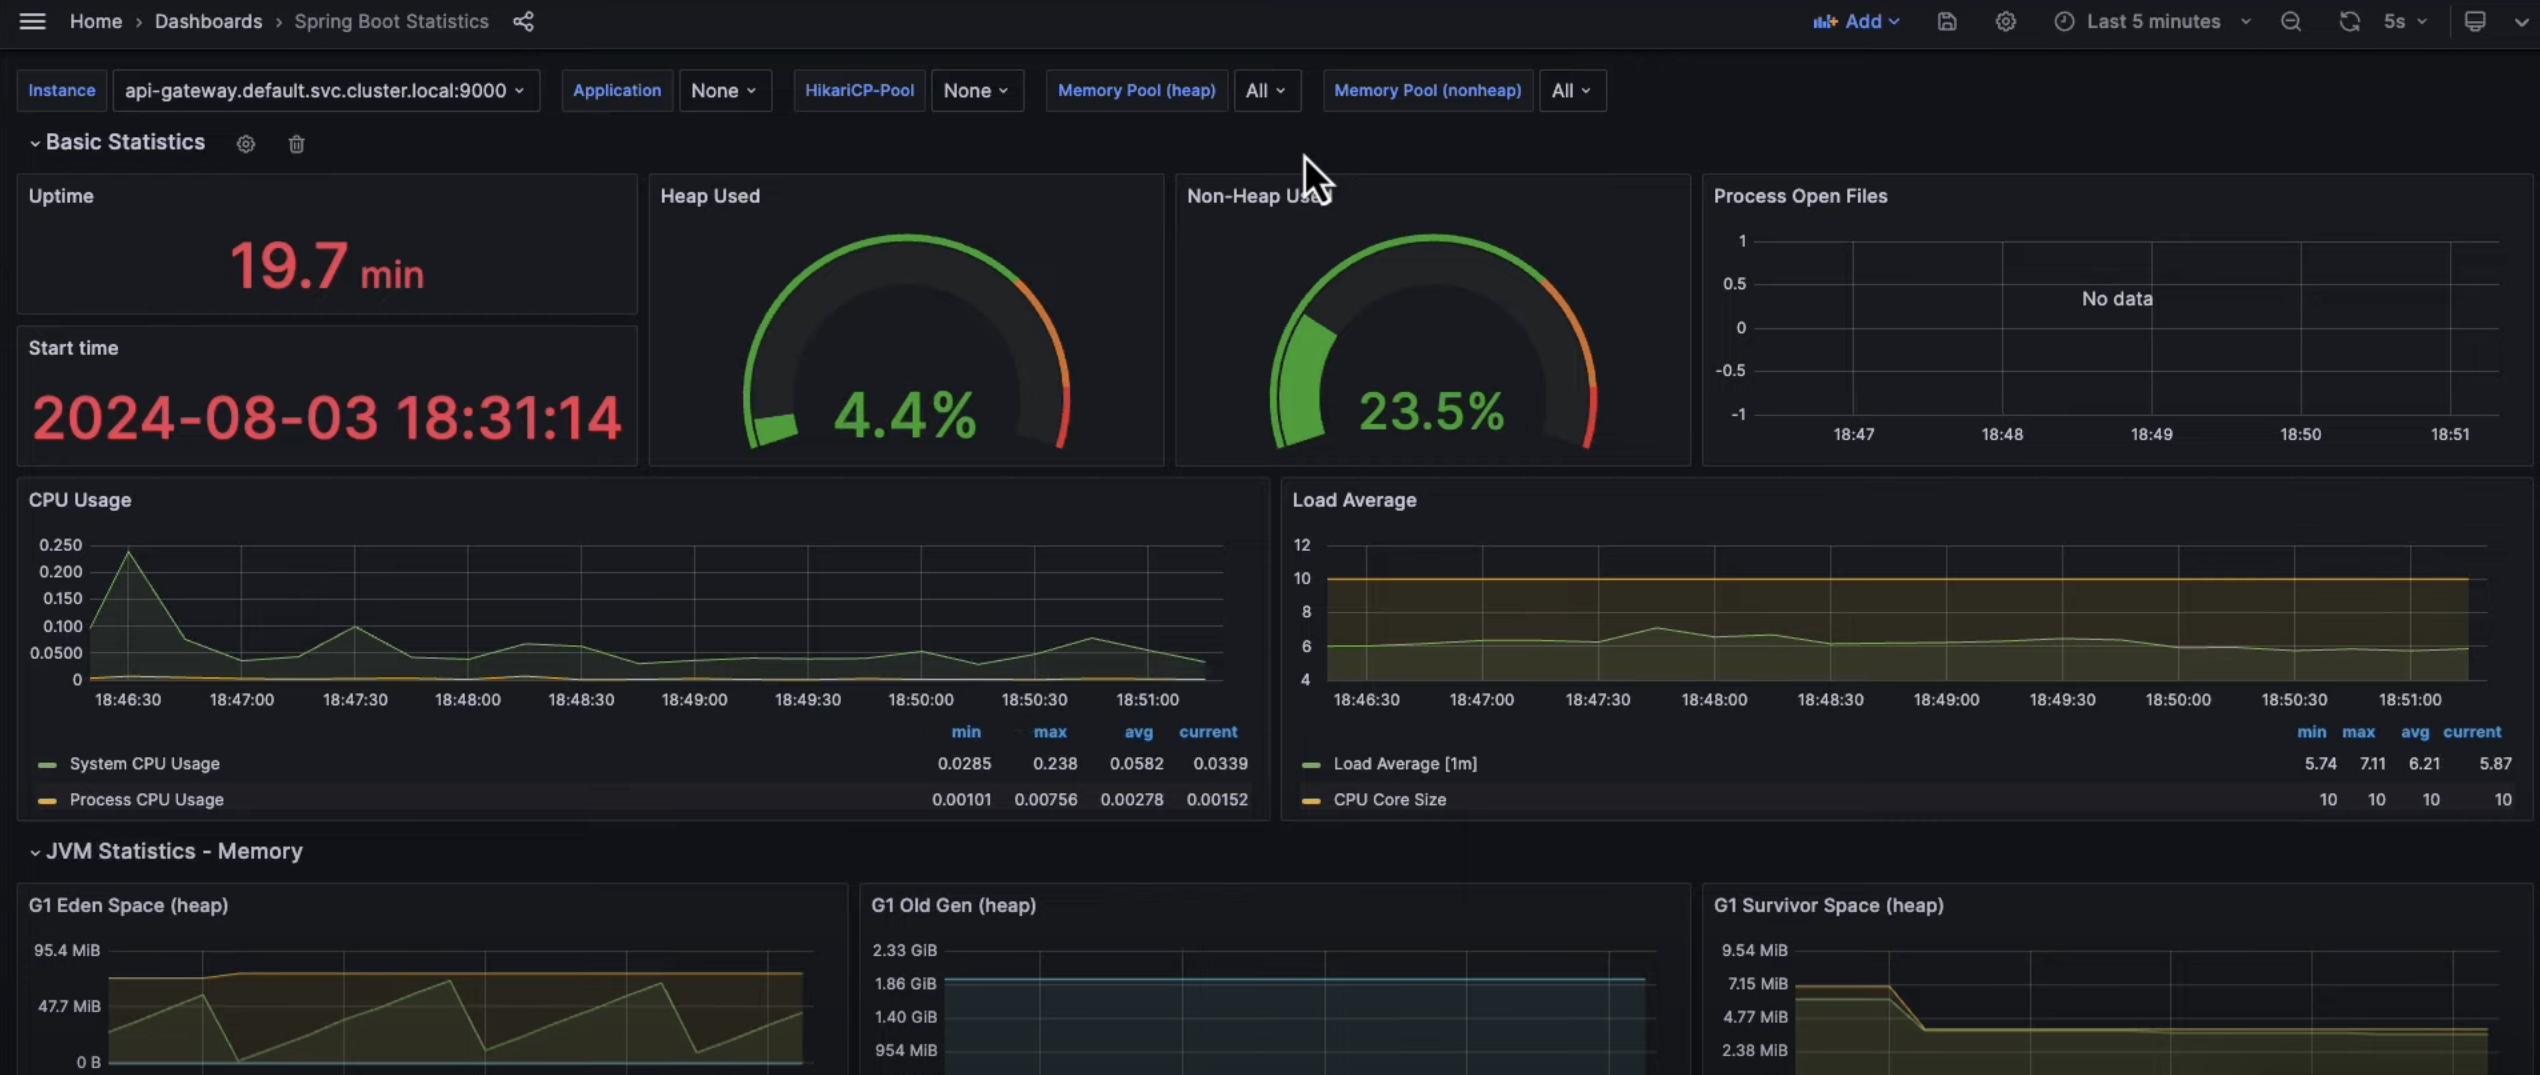 Home › Dashboards › Spring Boot Statistics
Add
Last 5 minutes
5s
Instance
api-gateway.default.svc.cluster.local:9000
Application
None
HikariCP-Pool
None
Memory Pool (heap)
All
Memory Pool (nonheap)
All
Basic Statistics
Uptime
19.7 min
Start time
2024-08-03 18:31:14
Heap Used
4.4%
Non-Heap Used
23.5%
Process Open Files
1
0.5
0
-0.5
-1
No data
18:47 18:48 18:49 18:50 18:51
CPU Usage
0.250
0.200
0.150
0.100
0.0500
0
18:46:30 18:47:00 18:47:30 18:48:00 18:48:30 18:49:00 18:49:30 18:50:00 18:50:30 18:51:00
min max avg current
System CPU Usage 0.0285 0.238 0.0582 0.0339
Process CPU Usage 0.00101 0.00756 0.00278 0.00152
Load Average
12
10
8
6
4
18:46:30 18:47:00 18:47:30 18:48:00 18:48:30 18:49:00 18:49:30 18:50:00 18:50:30 18:51:00
min max avg current
Load Average [1m] 5.74 7.11 6.21 5.87
CPU Core Size 10 10 10 10
JVM Statistics - Memory
G1 Eden Space (heap)
95.4 MiB
47.7 MiB
0 B
G1 Old Gen (heap)
2.33 GiB
1.86 GiB
1.40 GiB
954 MiB
G1 Survivor Space (heap)
9.54 MiB
7.15 MiB
4.77 MiB
2.38 MiB